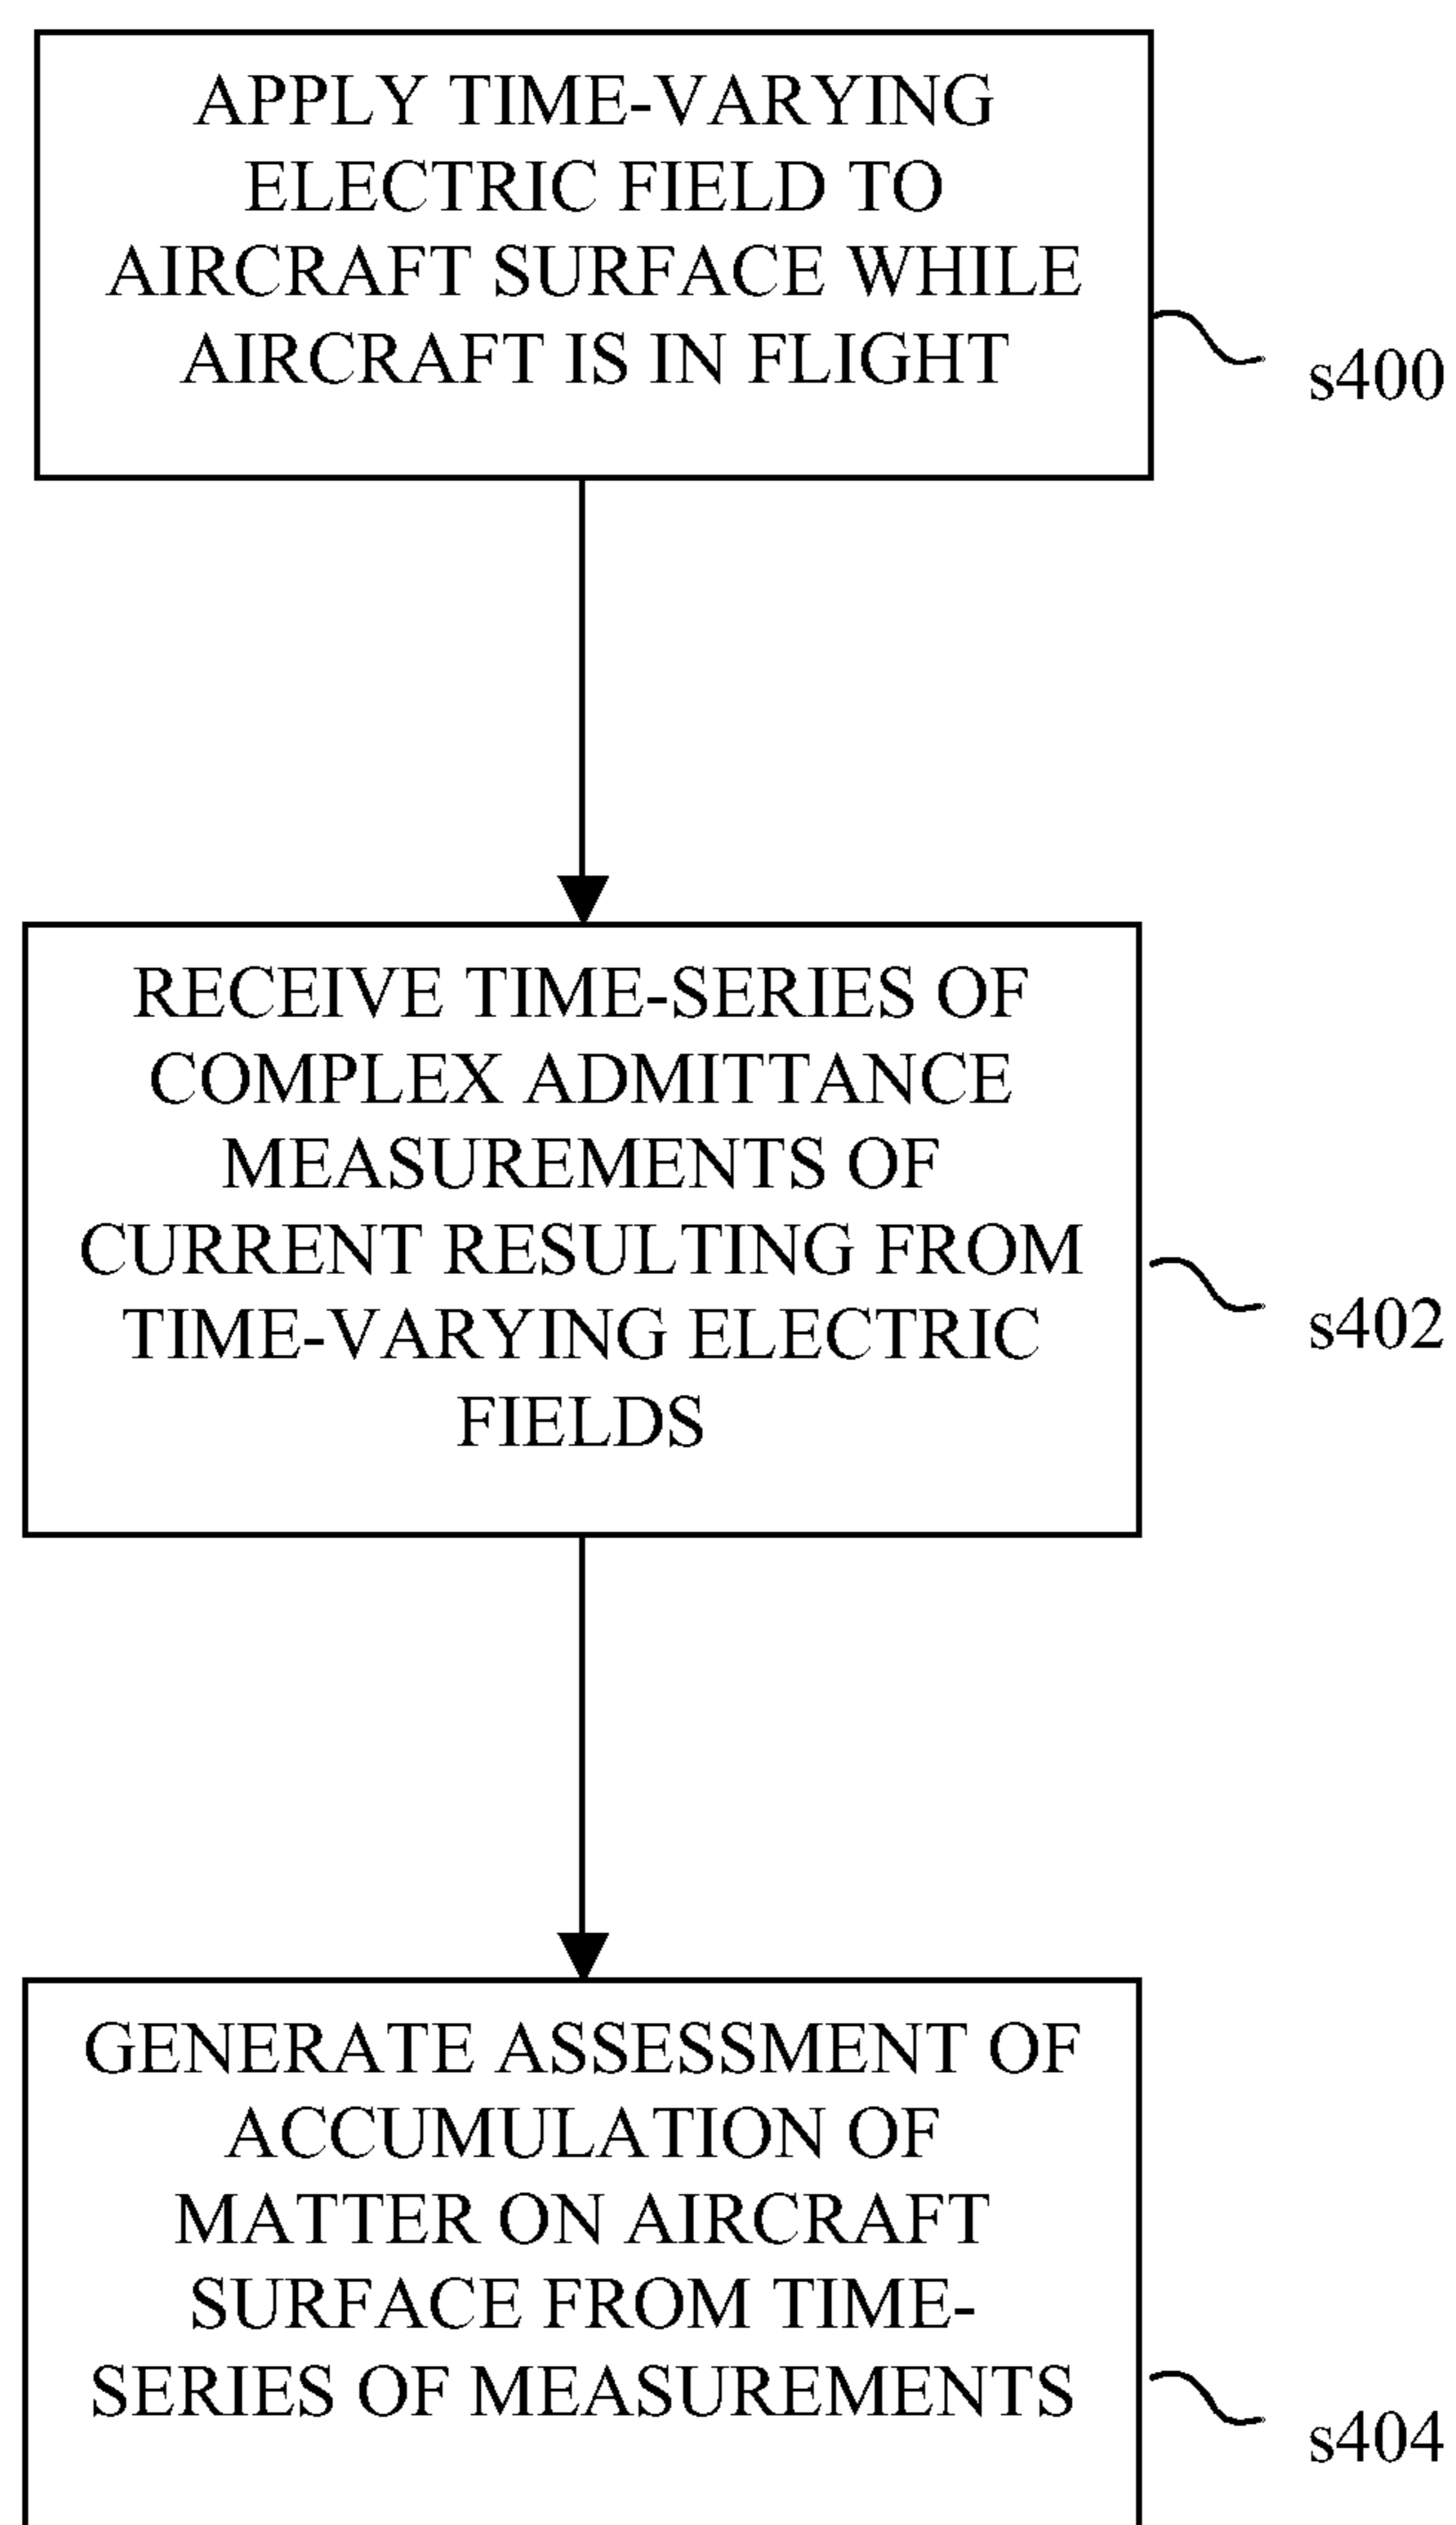 APPLY TIME-VARYING
ELECTRIC FIELD TO
AIRCRAFT SURFACE WHILE
AIRCRAFT IS IN FLIGHT
s400
RECEIVE TIME-SERIES OF
COMPLEX ADMITTANCE
MEASUREMENTS OF
CURRENT RESULTING FROM
TIME-VARYING ELECTRIC
FIELDS
s402
GENERATE ASSESSMENT OF
ACCUMULATION OF
MATTER ON AIRCRAFT
SURFACE FROM TIME-
SERIES OF MEASUREMENTS
s404